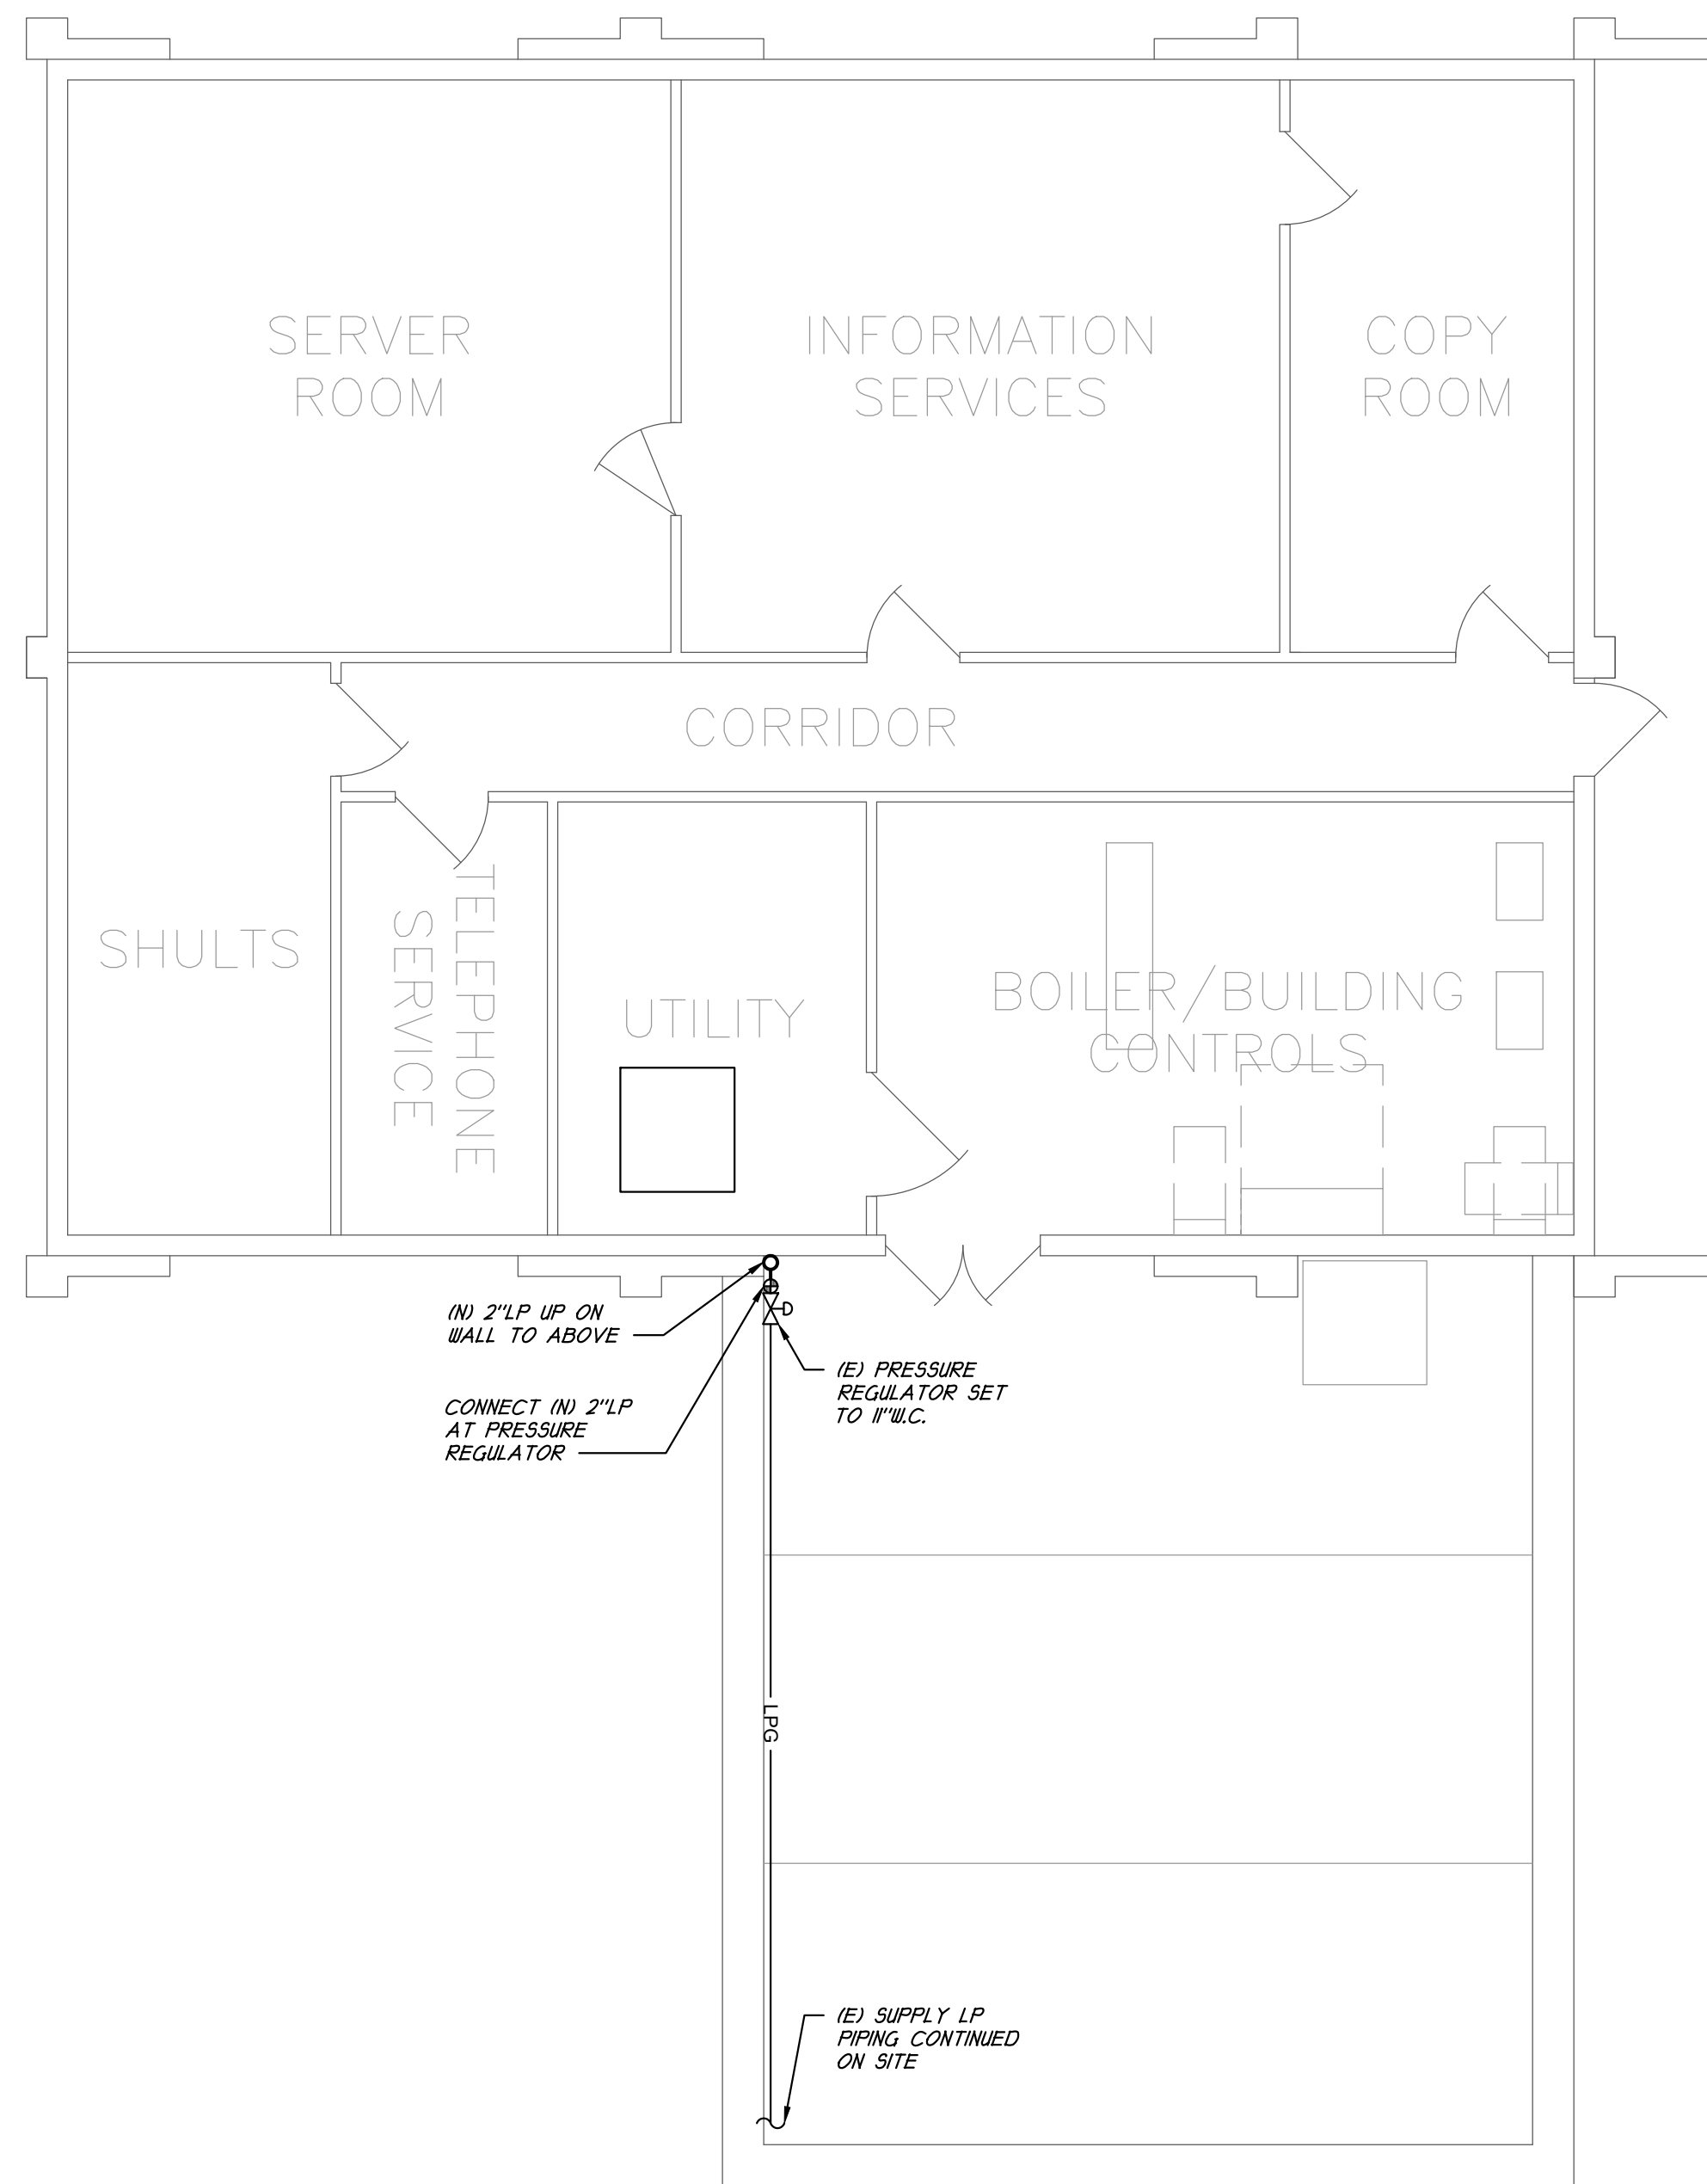 SERVER
ROOM
INFORMATION
SERVICES
COPY
ROOM
CORRIDOR
SHULTS
TELEPHONE
SERVICE
UTILITY
BOILER/BUILDING
CONTROLS
(N) 2"LP UP ON
WALL TO ABOVE
CONNECT (N) 2"LP
AT PRESSURE
REGULATOR
(E) PRESSURE
REGULATOR SET
TO 11"W.C.
LPG
(E) SUPPLY LP
PIPING CONTINUED
ON SITE